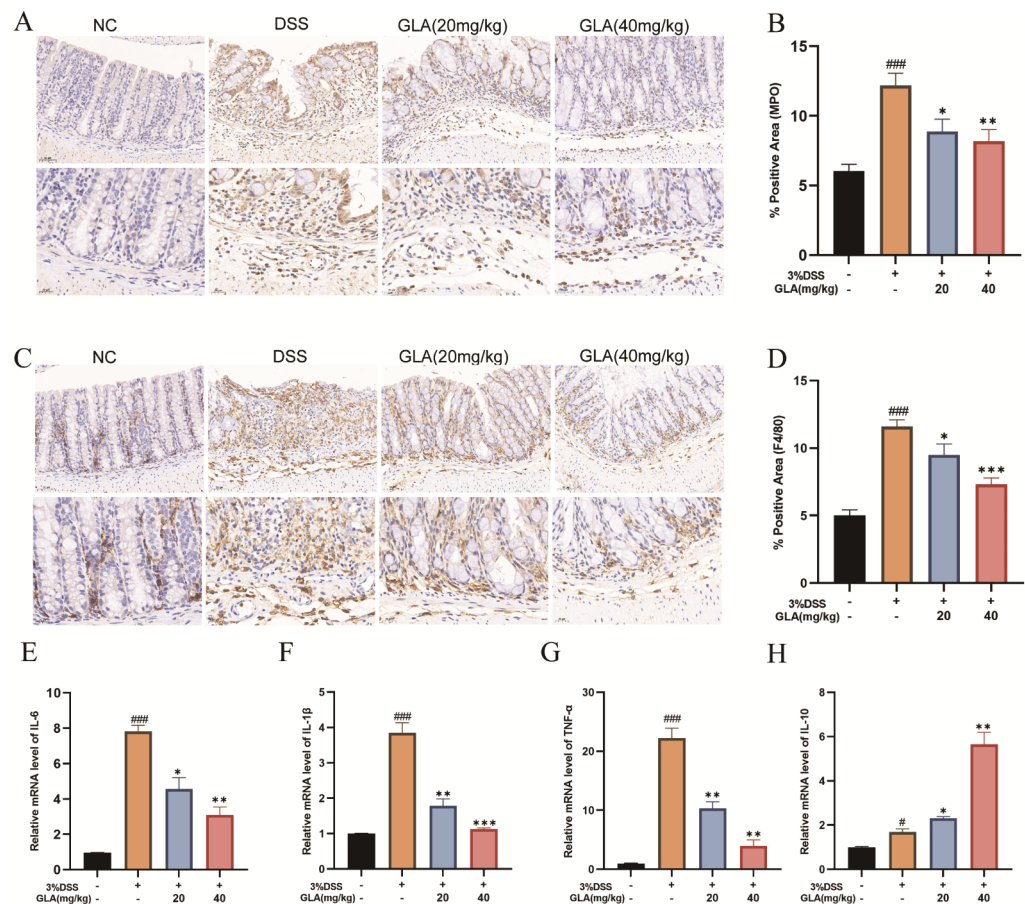 A
NC DSS GLA(20mg/kg) GLA(40mg/kg)
B
% Positive Area (MPO)
15
10
5
0
###
*
**
3%DSS - + + +
GLA(mg/kg) - - 20 40
C
NC DSS GLA(20mg/kg) GLA(40mg/kg)
D
% Positive Area (F4/80)
15
10
5
0
###
*
***
3%DSS - + + +
GLA(mg/kg) - - 20 40
E
Relative mRNA level of IL-6
10
8
6
4
2
0
###
*
**
3%DSS - + + +
GLA(mg/kg) - - 20 40
F
Relative mRNA level of IL-1β
5
4
3
2
1
0
###
**
***
3%DSS - + + +
GLA(mg/kg) - - 20 40
G
Relative mRNA level of TNF-α
30
20
10
0
###
**
**
3%DSS - + + +
GLA(mg/kg) - - 20 40
H
Relative mRNA level of IL-10
8
6
4
2
0
#
*
**
3%DSS - + + +
GLA(mg/kg) - - 20 40